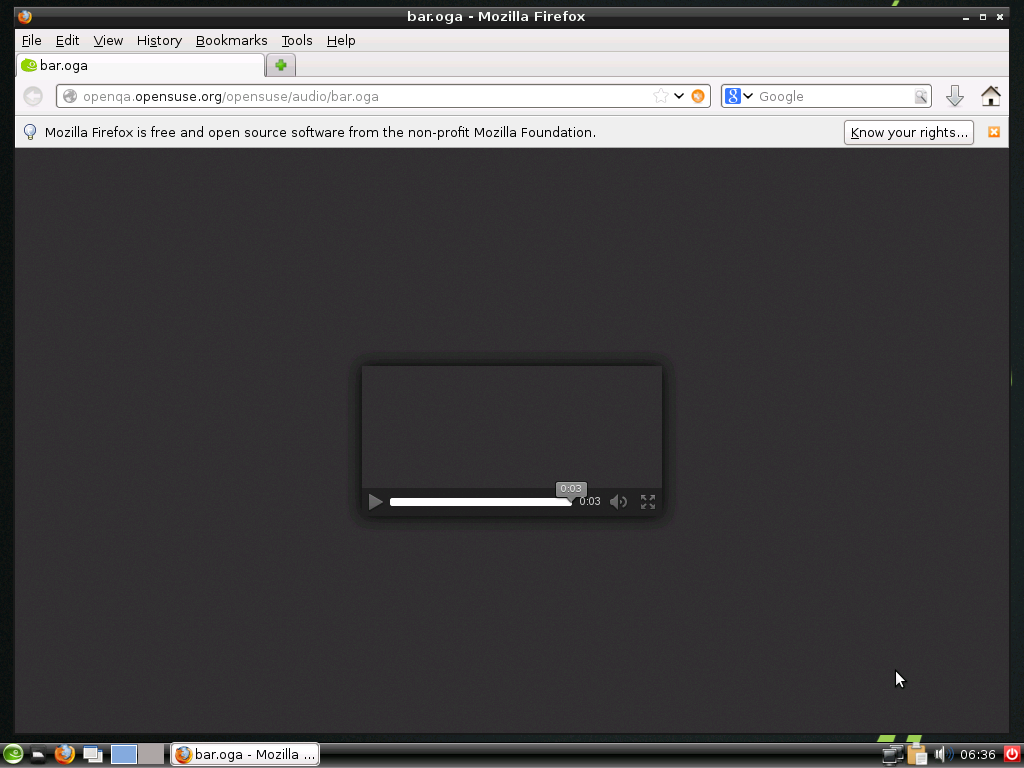 bar.oga - Mozilla Firefox
File Edit View History Bookmarks Tools Help
bar.oga
openqa.opensuse.org/opensuse/audio/bar.oga
8 Google
Mozilla Firefox is free and open source software from the non-profit Mozilla Foundation.
Know your rights...
0:03
0:03
bar.oga - Mozilla ...
06:36